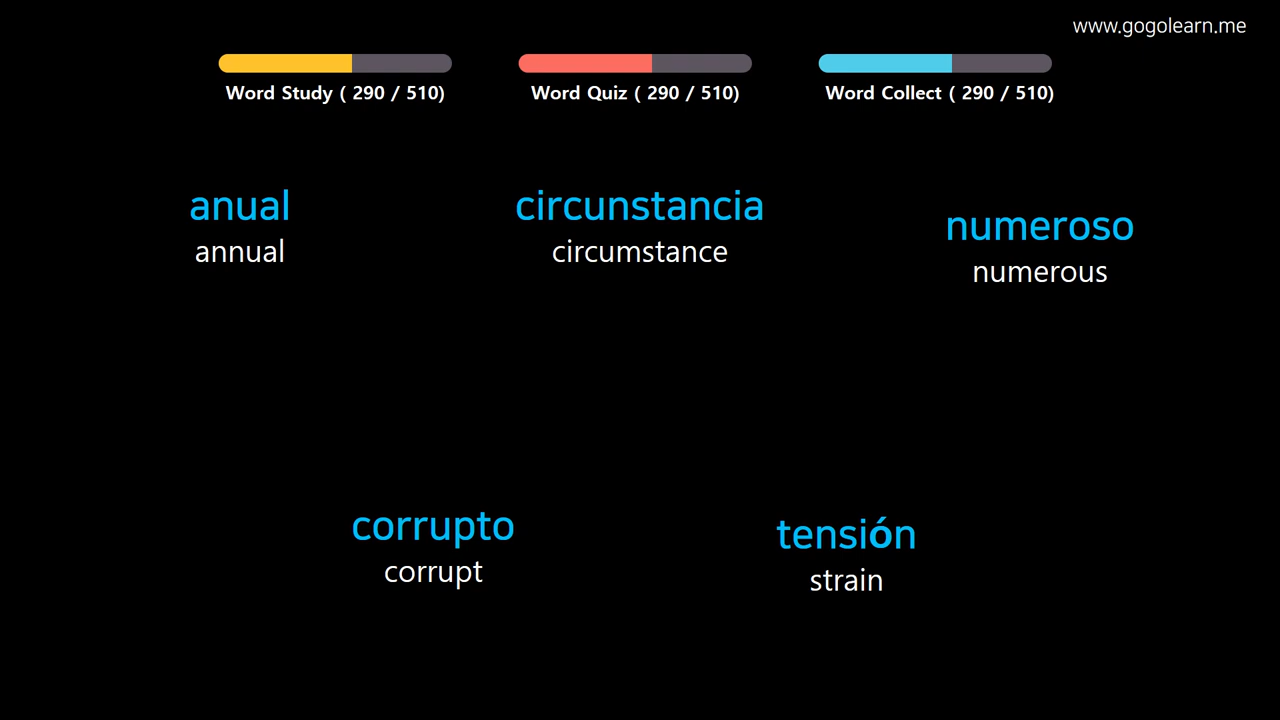 www.gogolearn.me
Word Study ( 290 / 510)
Word Quiz ( 290 / 510)
Word Collect ( 290 / 510)
anual
annual
circunstancia
circumstance
numeroso
numerous
corrupto
corrupt
tensión
strain